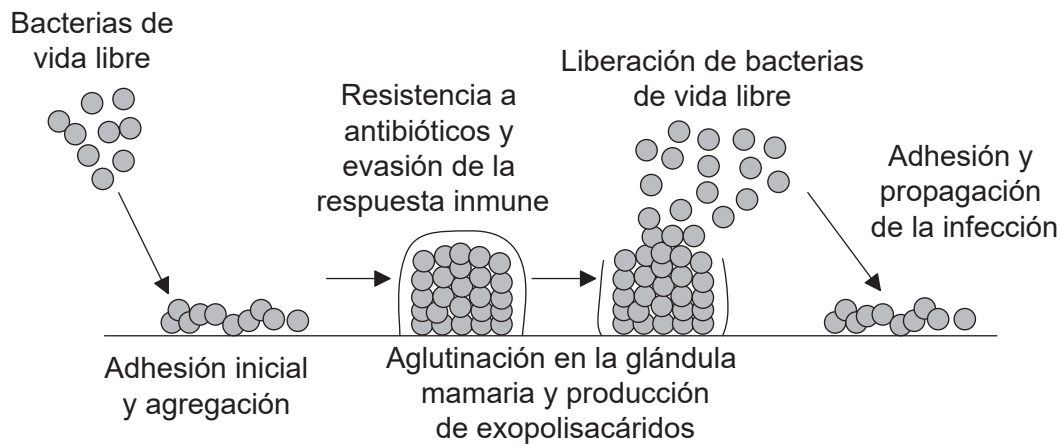 Bacterias de
vida libre
Resistencia a
antibióticos y
evasión de la
respuesta inmune
Liberación de bacterias
de vida libre
Adhesión y
propagación
de la infección
Adhesión inicial
y agregación
Aglutinación en la glándula
mamaria y producción
de exopolisacáridos